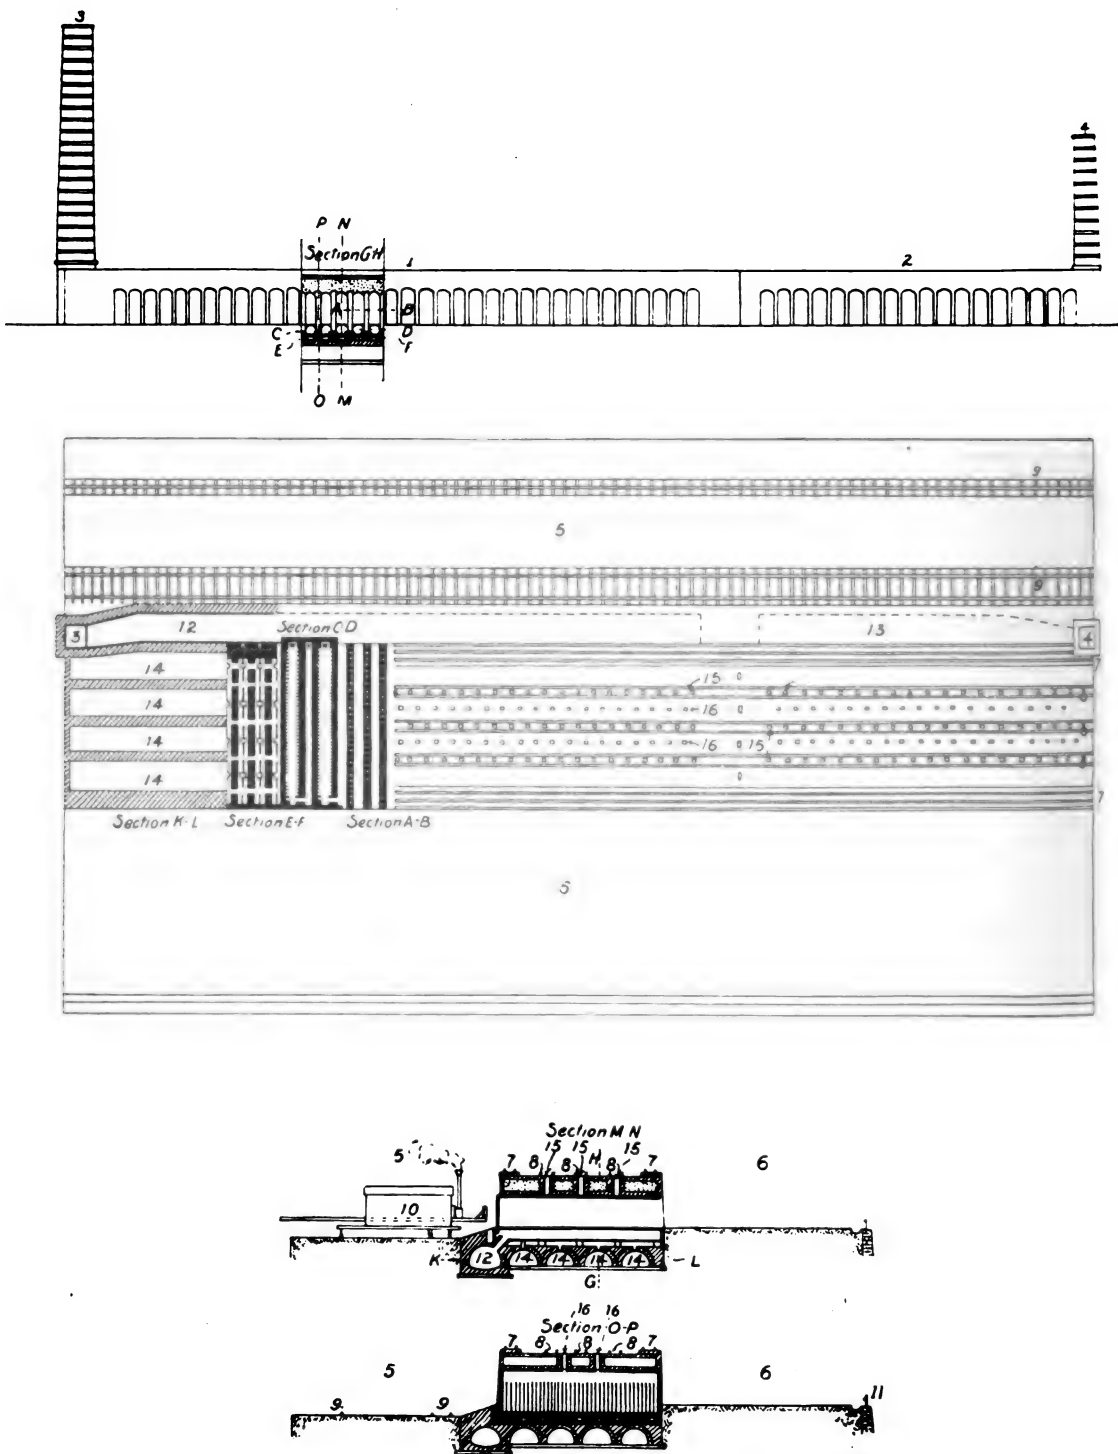 3
4
P N
Section G H
1
2
A B
C D
E F
O M
9
5
9
3
12
Section C D
13
4
14
15
7
14
16
14
16
15
14
Section K-L
Section E-F
Section A-B
7
5
Section M N
15 15 15
5
7 8 8 H 8 7
6
10
K
12 14 14 14 14
L
G
16 16
Section O-P
7 8 8 8 7
5
6
9 9
11